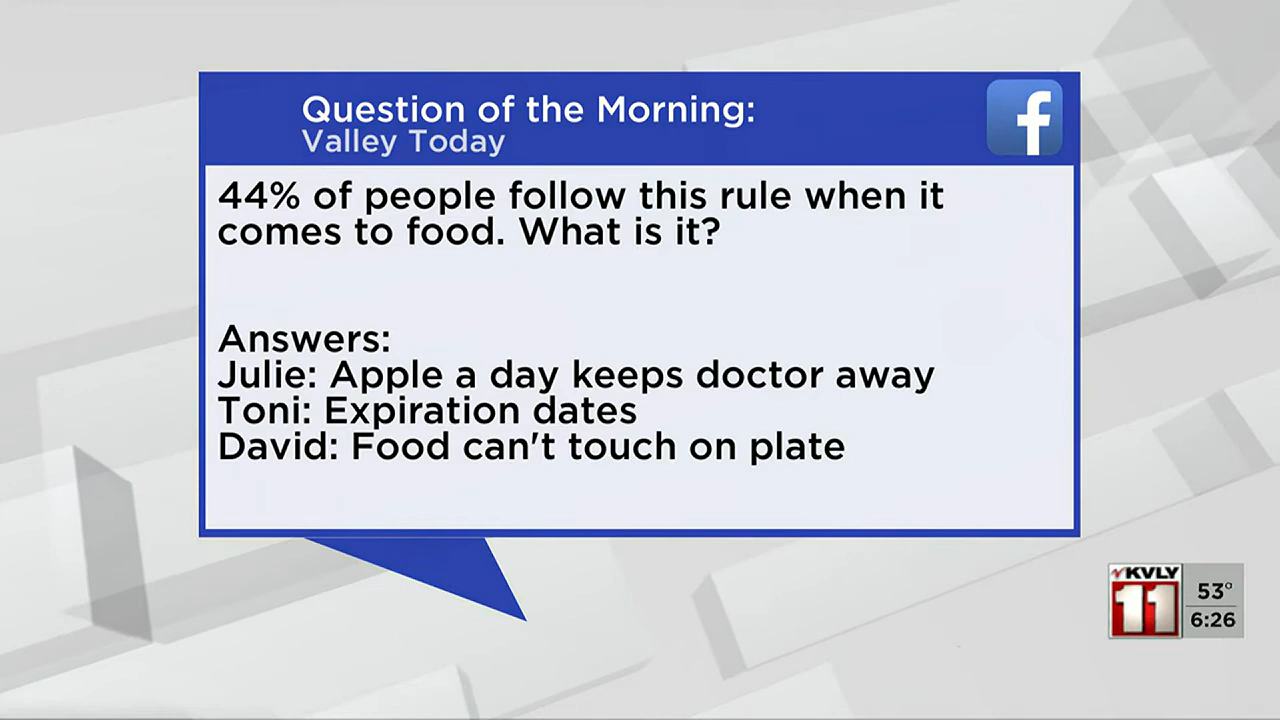 Question of the Morning:
Valley Today
44% of people follow this rule when it
comes to food. What is it?
Answers:
Julie: Apple a day keeps doctor away
Toni: Expiration dates
David: Food can't touch on plate
KVLY
11
53°
6:26